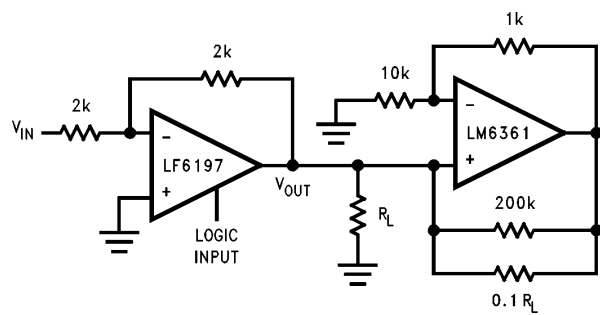 1k
2k
10k
2k
V_IN
-
LF6197
+
-
LM6361
+
V_OUT
R_L
200k
LOGIC
INPUT
0.1 R_L